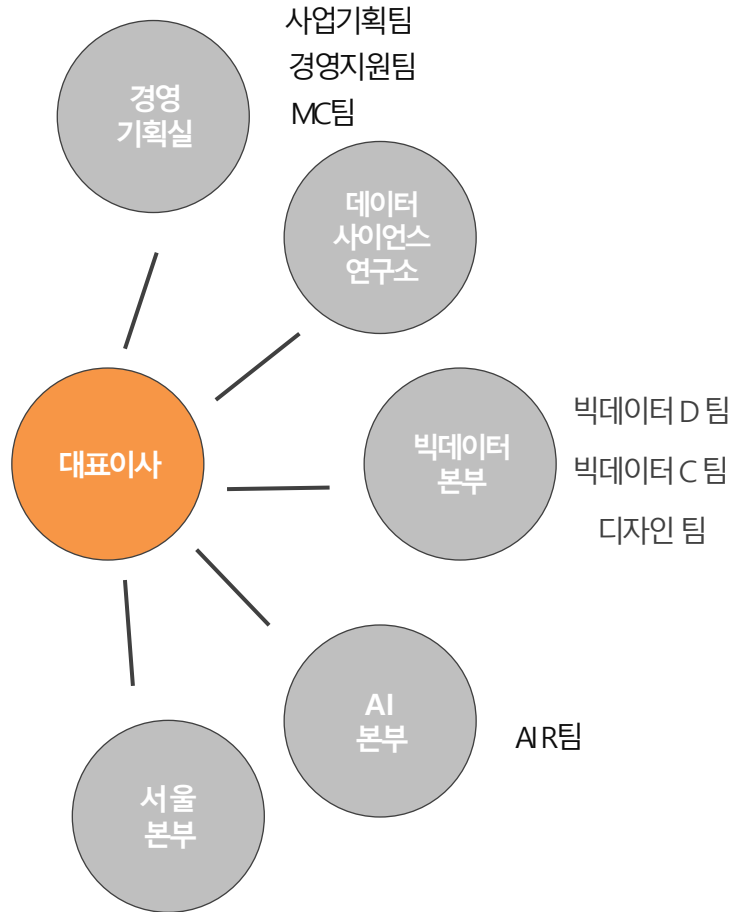 사업기획팀
경영지원팀
MC팀
경영
기획실
데이터
사이언스
연구소
대표이사
빅데이터
본부
빅데이터 D 팀
빅데이터 C 팀
디자인 팀
AI
본부
AIR팀
서울
본부